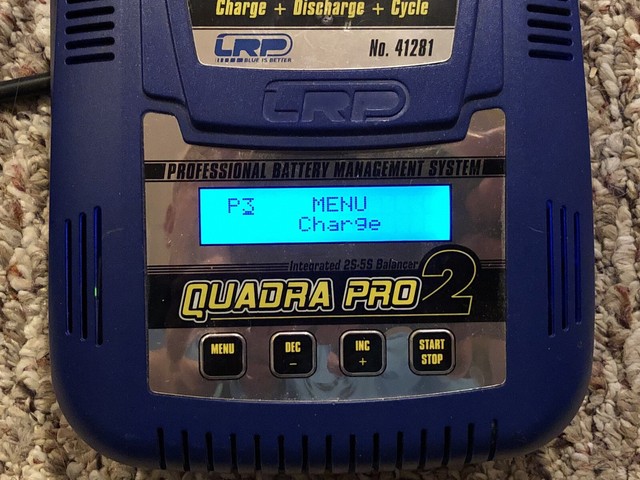 Charge + Discharge + Cycle
LRP No. 41281
BLUE IS BETTER
LRP
PROFESSIONAL BATTERY MANAGEMENT SYSTEM
P3 MENU
Charge
Integrated 2S-5S Balancer
QUADRA PRO 2
MENU DEC - INC + START STOP